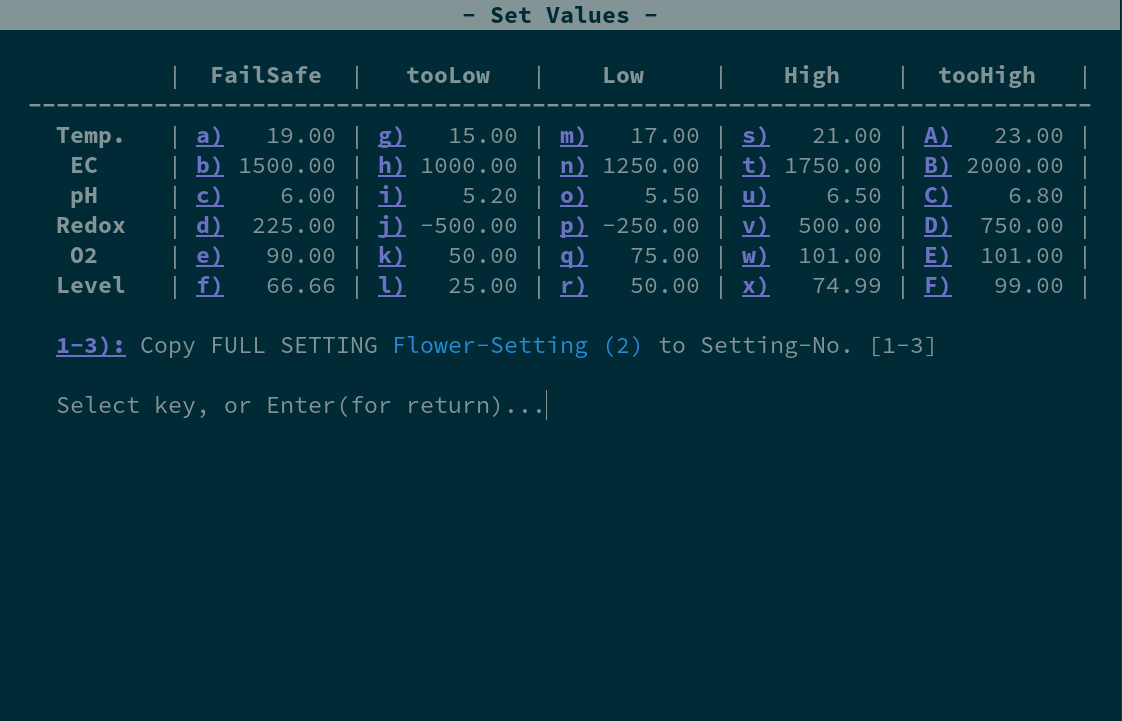 - Set Values -
| FailSafe | tooLow | Low | High | tooHigh |
-----------------------------------------------------------------------------
Temp. | a) 19.00 | g) 15.00 | m) 17.00 | s) 21.00 | A) 23.00 |
EC | b) 1500.00 | h) 1000.00 | n) 1250.00 | t) 1750.00 | B) 2000.00 |
pH | c) 6.00 | i) 5.20 | o) 5.50 | u) 6.50 | C) 6.80 |
Redox | d) 225.00 | j) -500.00 | p) -250.00 | v) 500.00 | D) 750.00 |
O2 | e) 90.00 | k) 50.00 | q) 75.00 | w) 101.00 | E) 101.00 |
Level | f) 66.66 | l) 25.00 | r) 50.00 | x) 74.99 | F) 99.00 |
1-3): Copy FULL SETTING Flower-Setting (2) to Setting-No. [1-3]
Select key, or Enter(for return)...